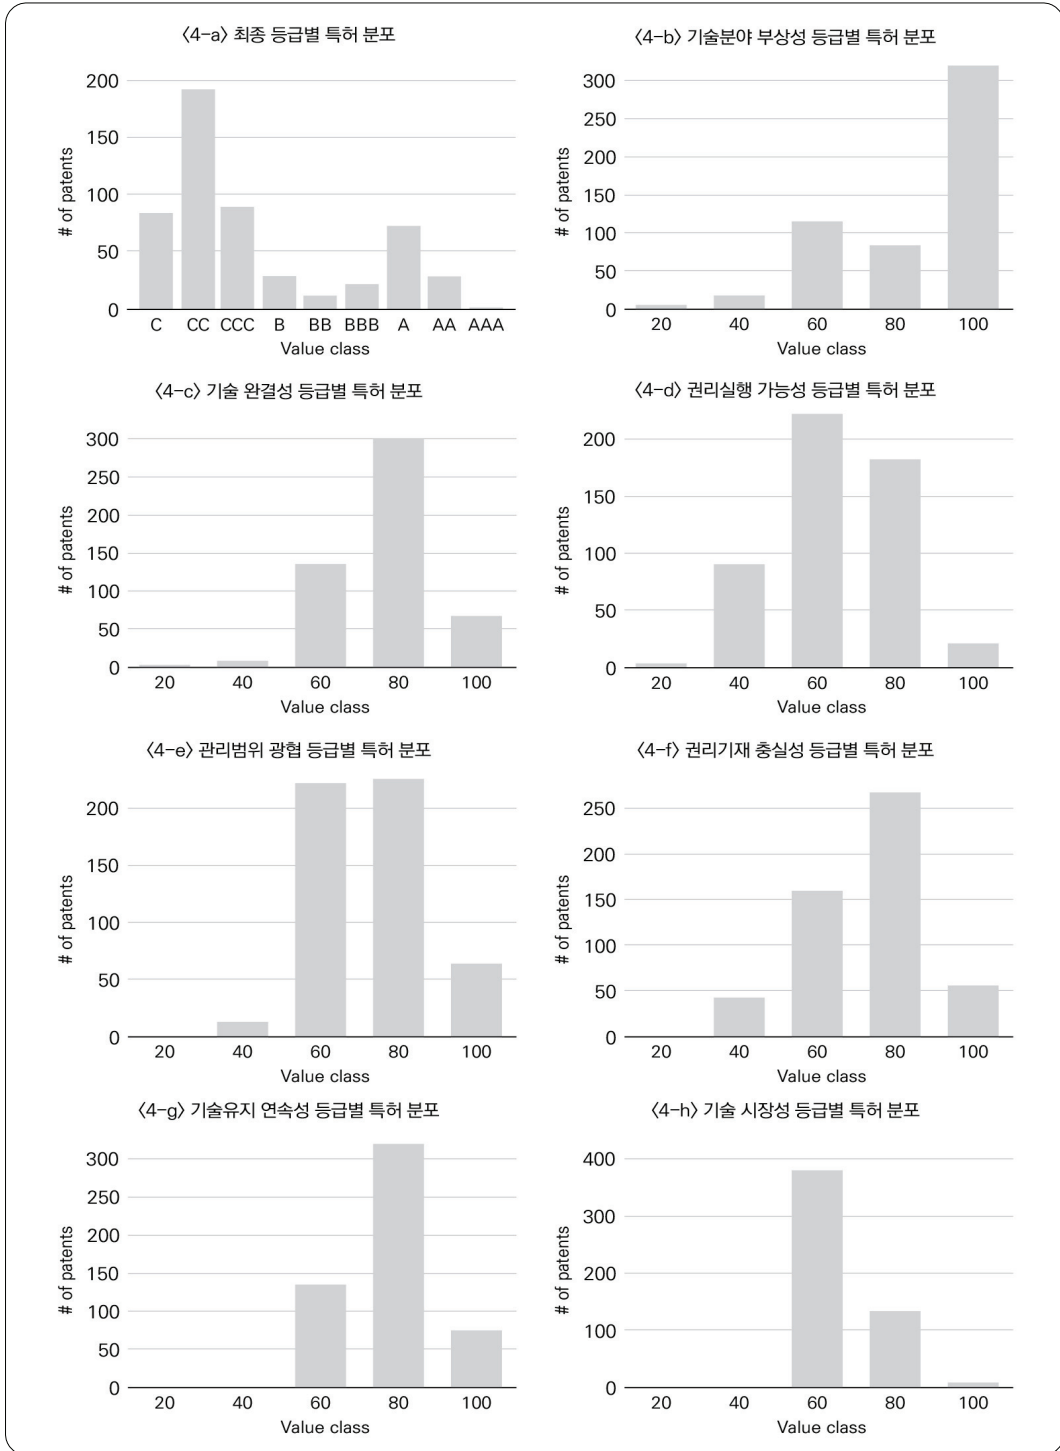 〈4-a〉 최종 등급별 특허 분포
# of patents
200
150
100
50
0
C CC CCC B BB BBB A AA AAA
Value class
〈4-b〉 기술분야 부상성 등급별 특허 분포
# of patents
300
250
200
150
100
50
0
20 40 60 80 100
Value class
〈4-c〉 기술 완결성 등급별 특허 분포
# of patents
300
250
200
150
100
50
0
20 40 60 80 100
Value class
〈4-d〉 권리실행 가능성 등급별 특허 분포
# of patents
200
150
100
50
0
20 40 60 80 100
Value class
〈4-e〉 관리범위 광협 등급별 특허 분포
# of patents
200
150
100
50
0
20 40 60 80 100
Value class
〈4-f〉 권리기재 충실성 등급별 특허 분포
# of patents
250
200
150
100
50
0
20 40 60 80 100
Value class
〈4-g〉 기술유지 연속성 등급별 특허 분포
# of patents
300
250
200
150
100
50
0
20 40 60 80 100
Value class
〈4-h〉 기술 시장성 등급별 특허 분포
# of patents
400
300
200
100
0
20 40 60 80 100
Value class